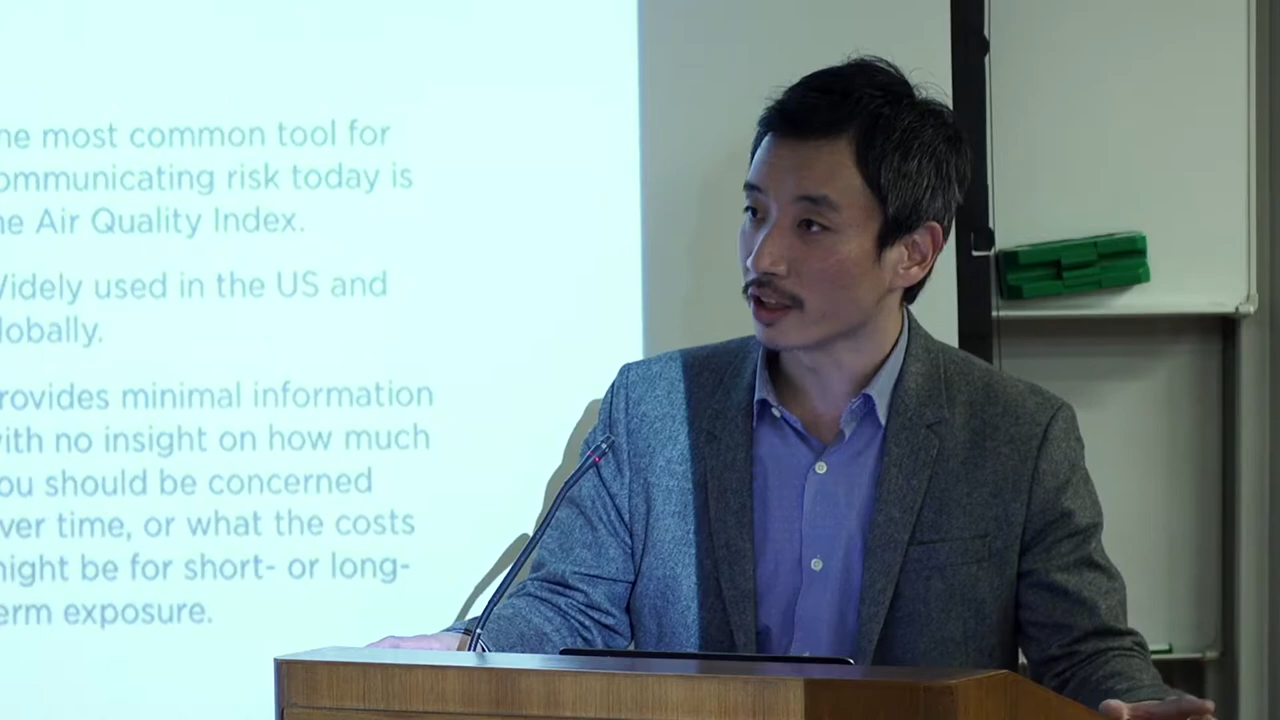 he most common tool for
ommunicating risk today is
he Air Quality Index.
Widely used in the US and
lobally.
rovides minimal information
with no insight on how much
ou should be concerned
ver time, or what the costs
might be for short- or long-
erm exposure.